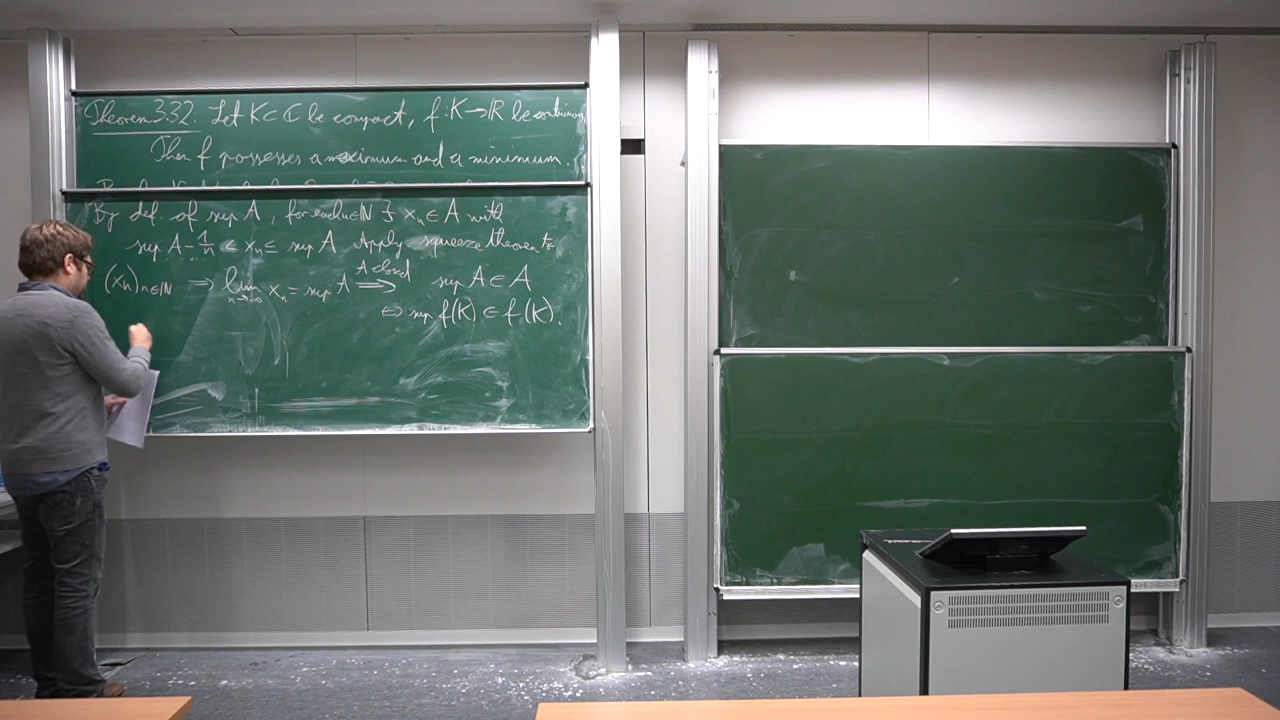 Theorem 3.32. Let K⊂ℂ be compact, f:K→ℝ be continuous
Then f possesses a maximum and a minimum.
By def. of sup A, for each n∈ℕ ∃ xₙ∈A with
sup A - 1/n < xₙ ≤ sup A Apply squeeze theorem to
(xₙ)ₙ∈ℕ ⇒ lim n→∞ xₙ = sup A A closed ⇒ sup A∈A
⇔ sup f(K) ∈ f(K).